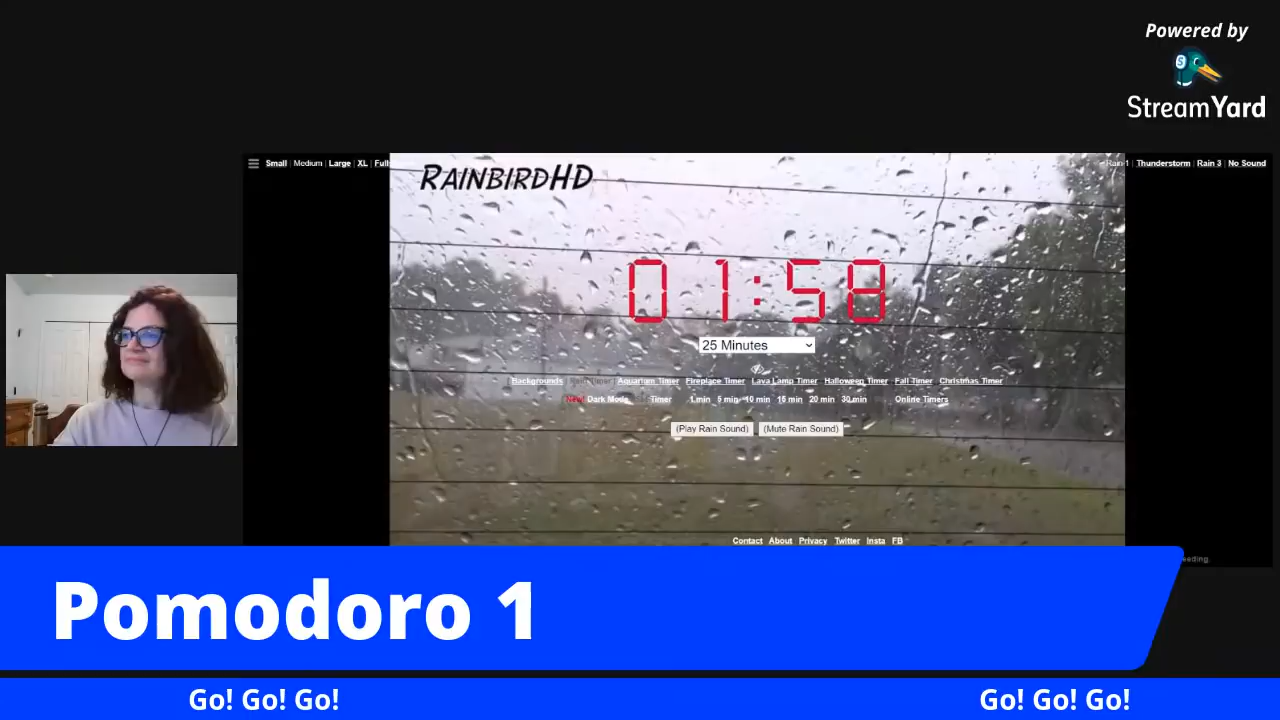 Powered by
StreamYard
Small | Medium | Large | XL | Full
Rain 1 | Thunderstorm | Rain 3 | No Sound
RAINBIRDHD
01:58
25 Minutes
Backgrounds Rain Timer | Aquarium Timer Fireplace Timer Lava Lamp Timer Halloween Timer Fall Timer Christmas Timer
New! Dark Mode Timer 1 min 5 min 10 min 15 min 20 min 30 min Online Timers
(Play Rain Sound) (Mute Rain Sound)
Contact About Privacy Twitter Insta FB
Pomodoro 1
Go! Go! Go! Go! Go! Go!